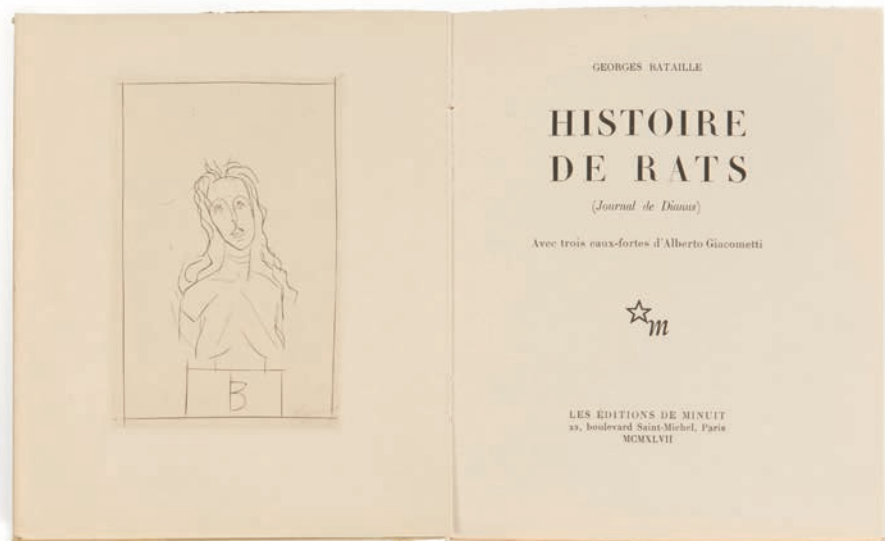 B
GEORGES BATAILLE
HISTOIRE
DE RATS
(Journal de Dianus)
Avec trois eaux-fortes d'Alberto Giacometti
m
LES ÉDITIONS DE MINUIT
22, boulevard Saint-Michel, Paris
MCMXLVII